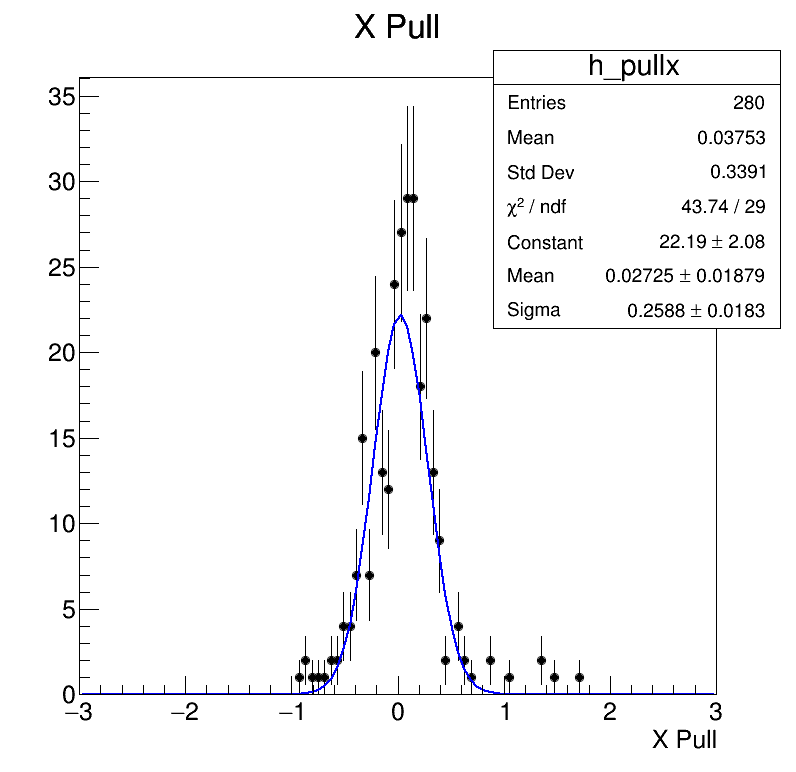 X Pull
h_pullx
Entries 280
Mean 0.03753
Std Dev 0.3391
χ² / ndf 43.74 / 29
Constant 22.19 ± 2.08
Mean 0.02725 ± 0.01879
Sigma 0.2588 ± 0.0183
35
30
25
20
15
10
5
0
−3 −2 −1 0 1 2 3
X Pull